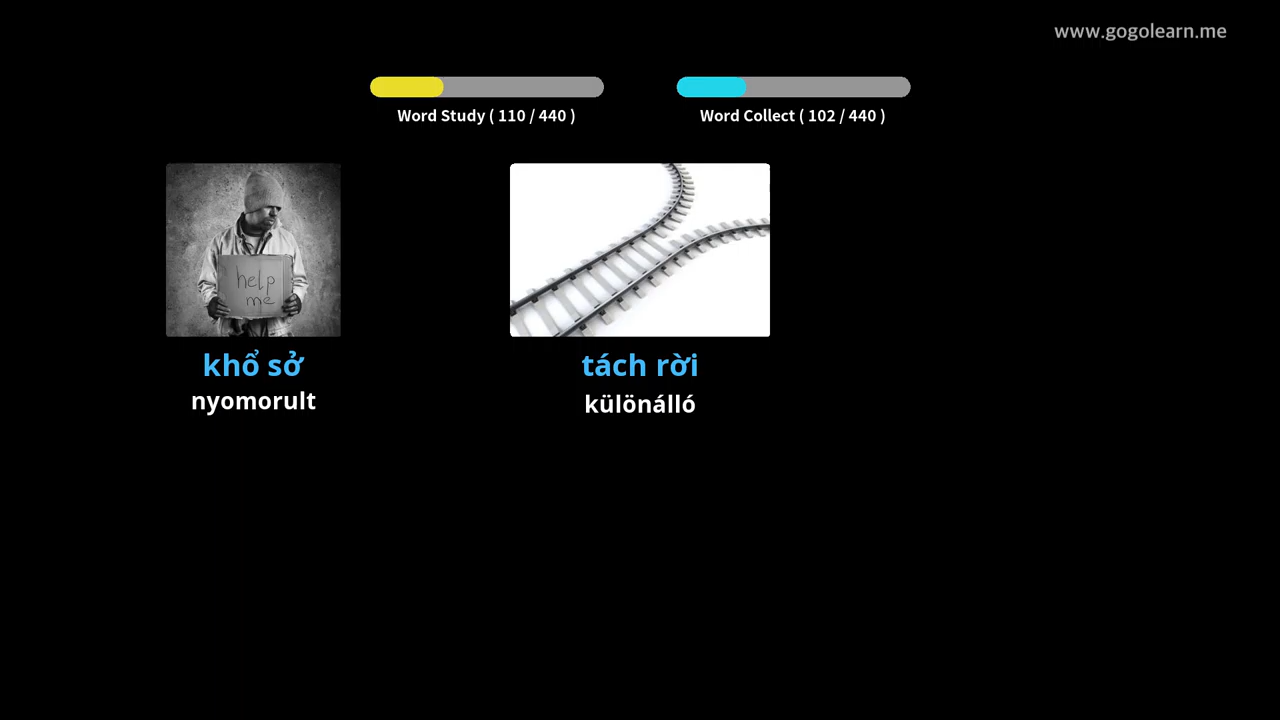 www.gogolearn.me
Word Study ( 110 / 440 )
Word Collect ( 102 / 440 )
help
me
khổ sở
nyomorult
tách rời
különálló